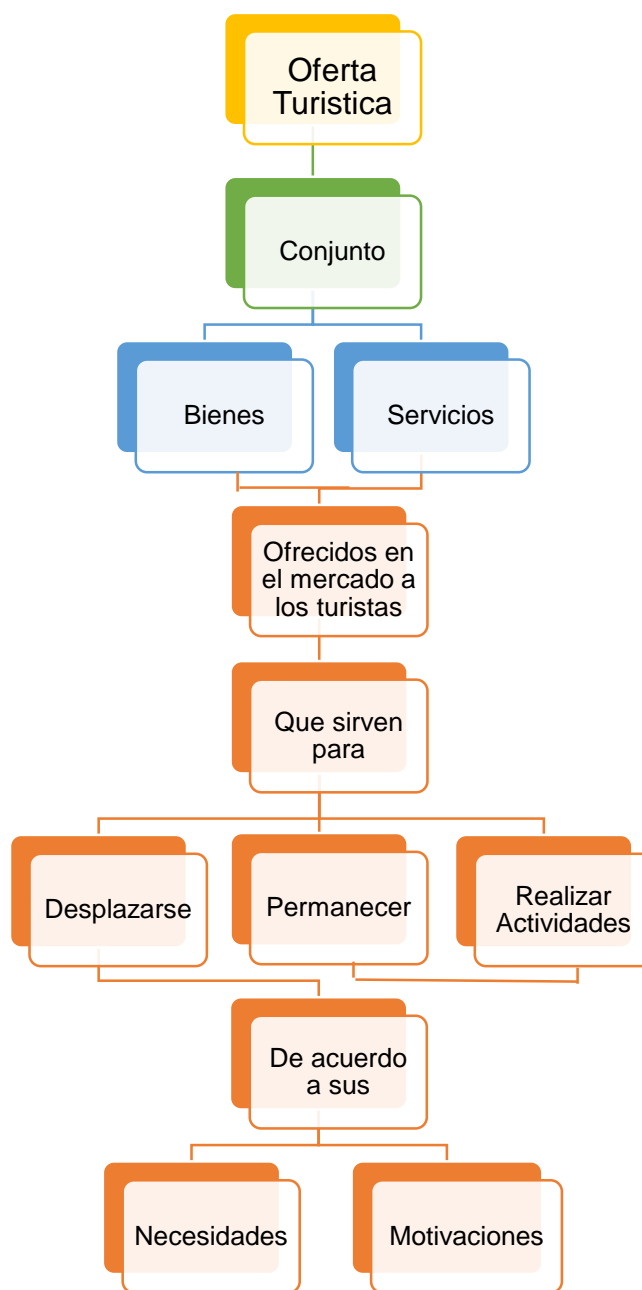 Oferta
Turistica
Conjunto
Bienes
Servicios
Ofrecidos en
el mercado a
los turistas
Que sirven
para
Desplazarse
Permanecer
Realizar
Actividades
De acuerdo
a sus
Necesidades
Motivaciones